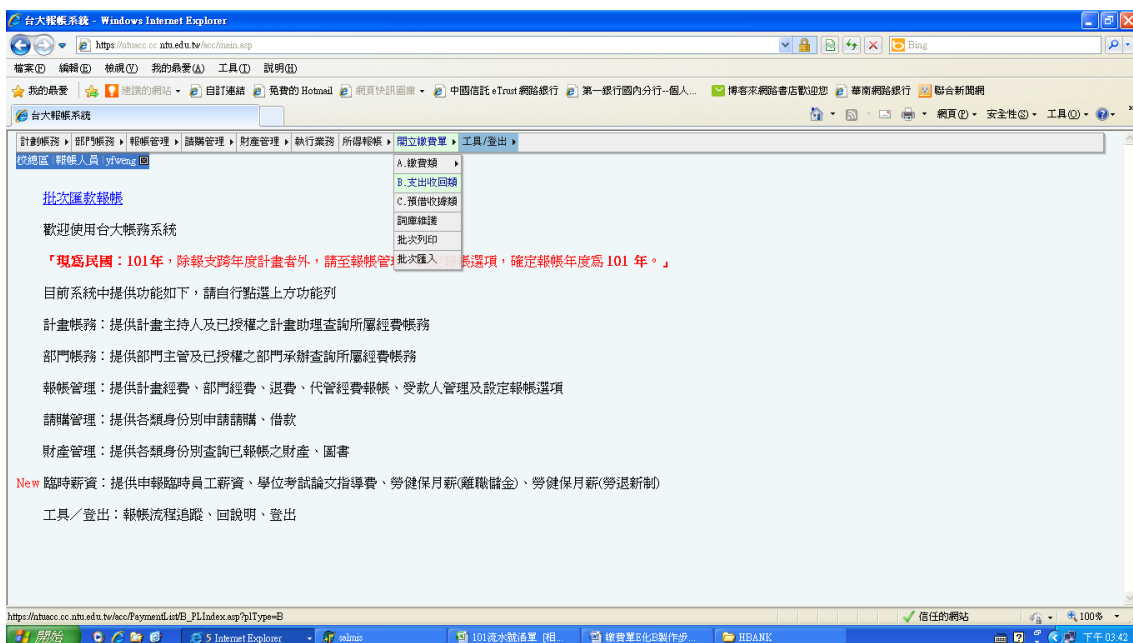 台大報帳系統 - Windows Internet Explorer
https://ntuacc.cc.ntu.edu.tw/acc/main.asp
Bing
檔案(F) 編輯(E) 檢視(V) 我的最愛(A) 工具(T) 說明(H)
我的最愛 建議的網站 自訂連結 免費的 Hotmail 網頁快訊圖庫 中國信託 eTrust 網路銀行 第一銀行國內分行--個人... 博客來網路書店歡迎您 華南網路銀行 聯合新聞網
台大報帳系統 網頁(P) 安全性(S) 工具(O)
計劃帳務 部門帳務 報帳管理 請購管理 財產管理 執行業務 所得報帳 開立繳費單 工具/登出
校總區 報帳人員 yfweng
A.繳費類
B.支出收回類
C.預借收據類
詞庫維護
批次列印
批次匯入
批次匯款報帳
歡迎使用台大帳務系統
「現為民國：101年，除報支跨年度計畫者外，請至報帳管 報帳選項，確定報帳年度為 101 年。」
目前系統中提供功能如下，請自行點選上方功能列
計畫帳務：提供計畫主持人及已授權之計畫助理查詢所屬經費帳務
部門帳務：提供部門主管及已授權之部門承辦查詢所屬經費帳務
報帳管理：提供計畫經費、部門經費、退費、代管經費報帳、受款人管理及設定報帳選項
請購管理：提供各類身份別申請請購、借款
財產管理：提供各類身份別查詢已報帳之財產、圖書
New 臨時薪資：提供申報臨時員工薪資、學位考試論文指導費、勞健保月薪(離職儲金)、勞健保月薪(勞退新制)
工具／登出：報帳流程追蹤、回說明、登出
https://ntuacc.cc.ntu.edu.tw/acc/PaymentList/B_PLIndex.asp?plType=B 信任的網站 100%
開始 5 Internet Explorer salmis 101流水號清單 [相... 繳費單E化B製作步... HBANK 下午 03:42